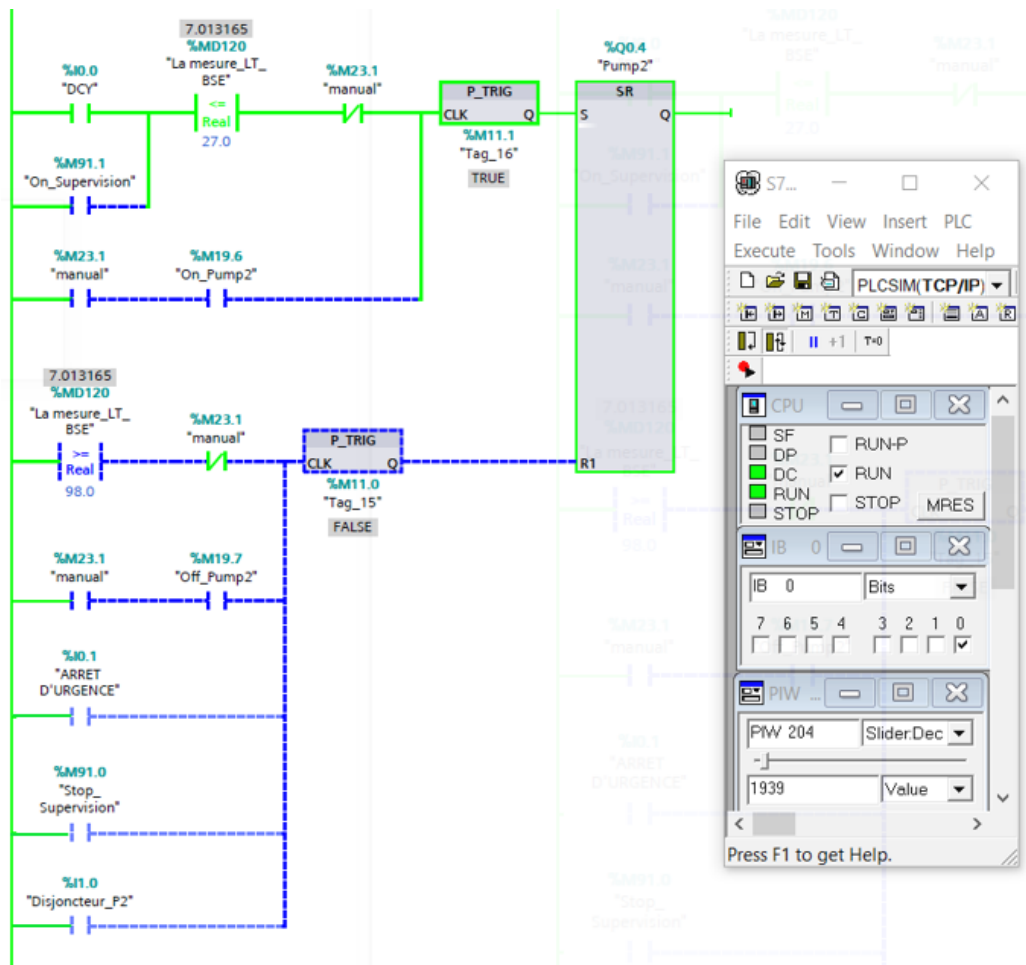 7.013165
%MD120
"La mesure_LT_
BSE"
%I0.0
"DCY"
<=
Real
27.0
%M23.1
"manual"
P_TRIG
CLK Q
%M11.1
"Tag_16"
TRUE
%Q0.4
"Pump2"
SR
S Q
R1
%M91.1
"On_Supervision"
%M23.1
"manual"
%M19.6
"On_Pump2"
7.013165
%MD120
"La mesure_LT_
BSE"
>=
Real
98.0
%M23.1
"manual"
P_TRIG
CLK Q
%M11.0
"Tag_15"
FALSE
%M23.1
"manual"
%M19.7
"Off_Pump2"
%I0.1
"ARRET
D'URGENCE"
%M91.0
"Stop_
Supervision"
%I1.0
"Disjoncteur_P2"
S7...
File Edit View Insert PLC
Execute Tools Window Help
PLCSIM(TCP/IP)
+1 T=0
CPU
SF
DP
DC
RUN
STOP
RUN-P
RUN
STOP
MRES
IB 0
IB 0 Bits
7 6 5 4 3 2 1 0
PIW ...
PIW 204 Slider:Dec
1939 Value
Press F1 to get Help.